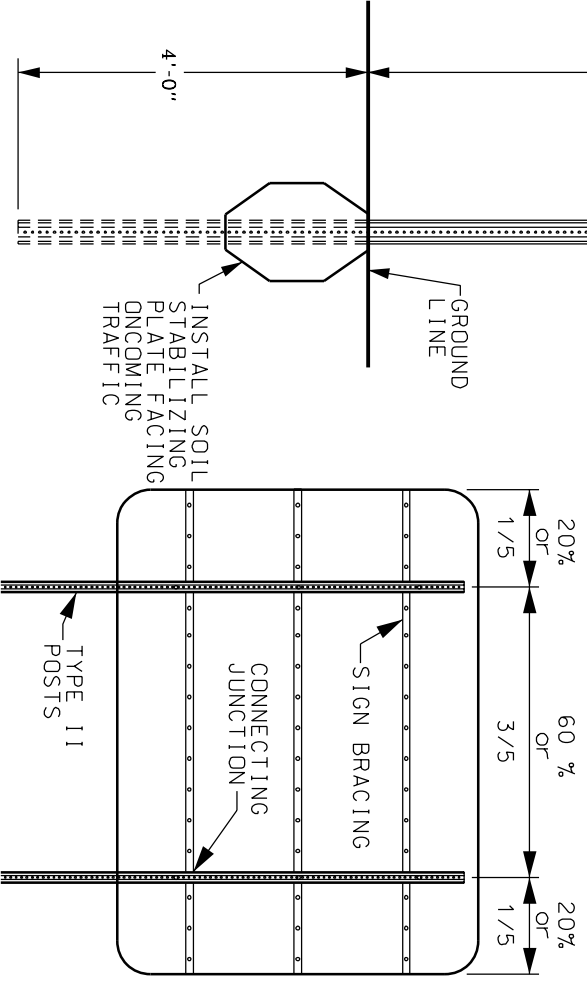 4'-0"
GROUND
LINE
INSTALL SOIL
STABILIZING
PLATE FACING
ONCOMING
TRAFFIC
20%
or
1/5
60 %
or
3/5
20%
or
1/5
SIGN BRACING
CONNECTING
JUNCTION
TYPE II
POSTS